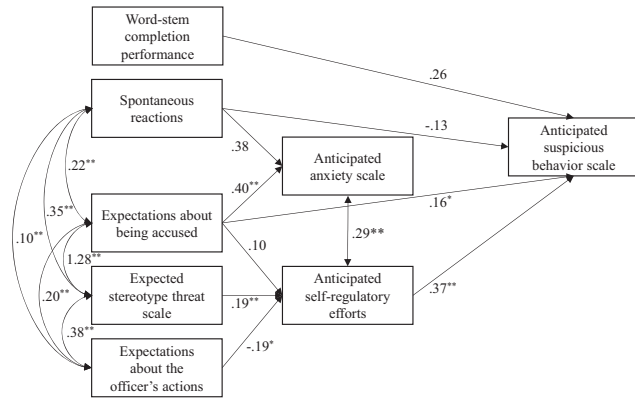 Word-stem
completion
performance
.26
Spontaneous
reactions
-.13
Anticipated
suspicious
behavior scale
.38
Anticipated
anxiety scale
.22**
.40**
.35**
Expectations about
being accused
.16*
.10**
1.28**
.10
.29**
.20**
Expected
stereotype threat
scale
.19**
Anticipated
self-regulatory
efforts
.37**
.38**
-.19*
Expectations
about the
officer's actions